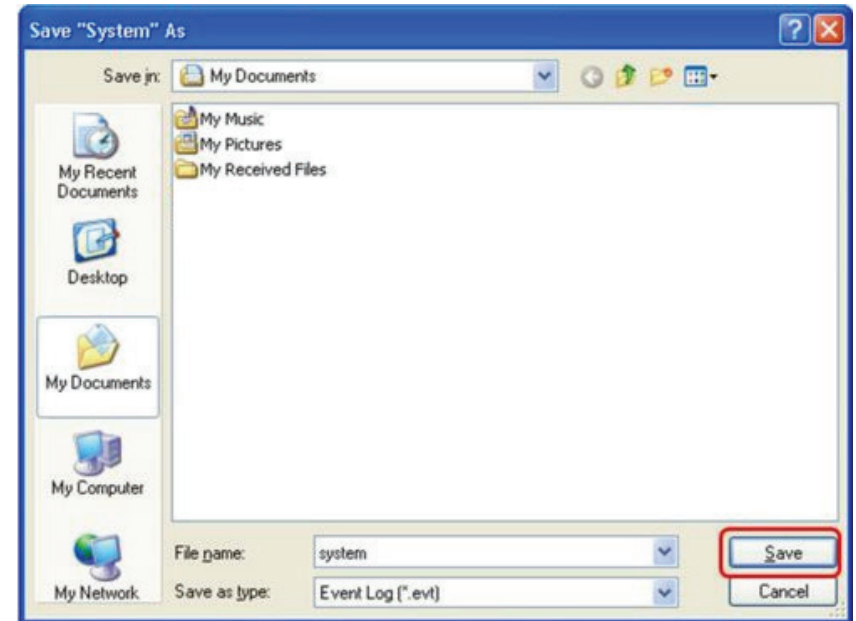 Save "System" As
Save in:
My Documents
My Music
My Pictures
My Received Files
My Recent
Documents
Desktop
My Documents
My Computer
My Network
File name:
system
Save
Save as type:
Event Log (*.evt)
Cancel